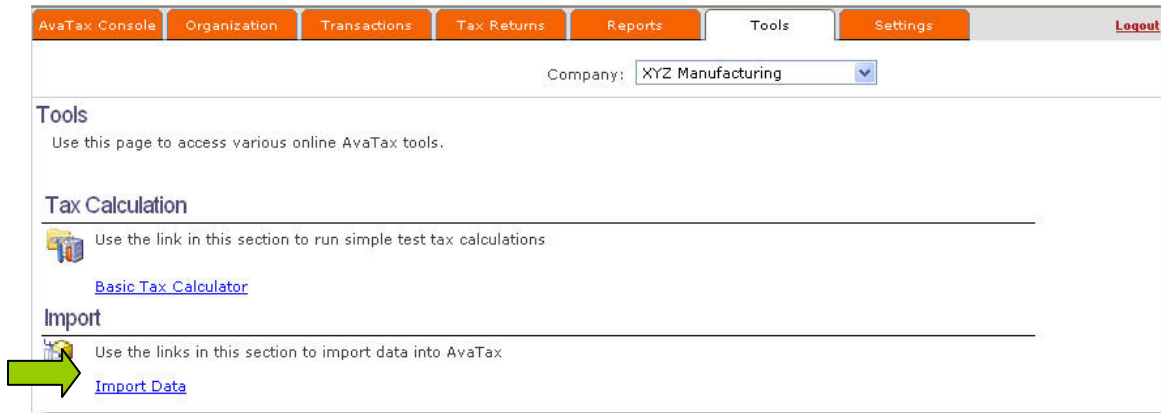 AvaTax Console Organization Transactions Tax Returns Reports Tools Settings Logout
Company: XYZ Manufacturing
Tools
Use this page to access various online AvaTax tools.
Tax Calculation
Use the link in this section to run simple test tax calculations
Basic Tax Calculator
Import
Use the links in this section to import data into AvaTax
Import Data